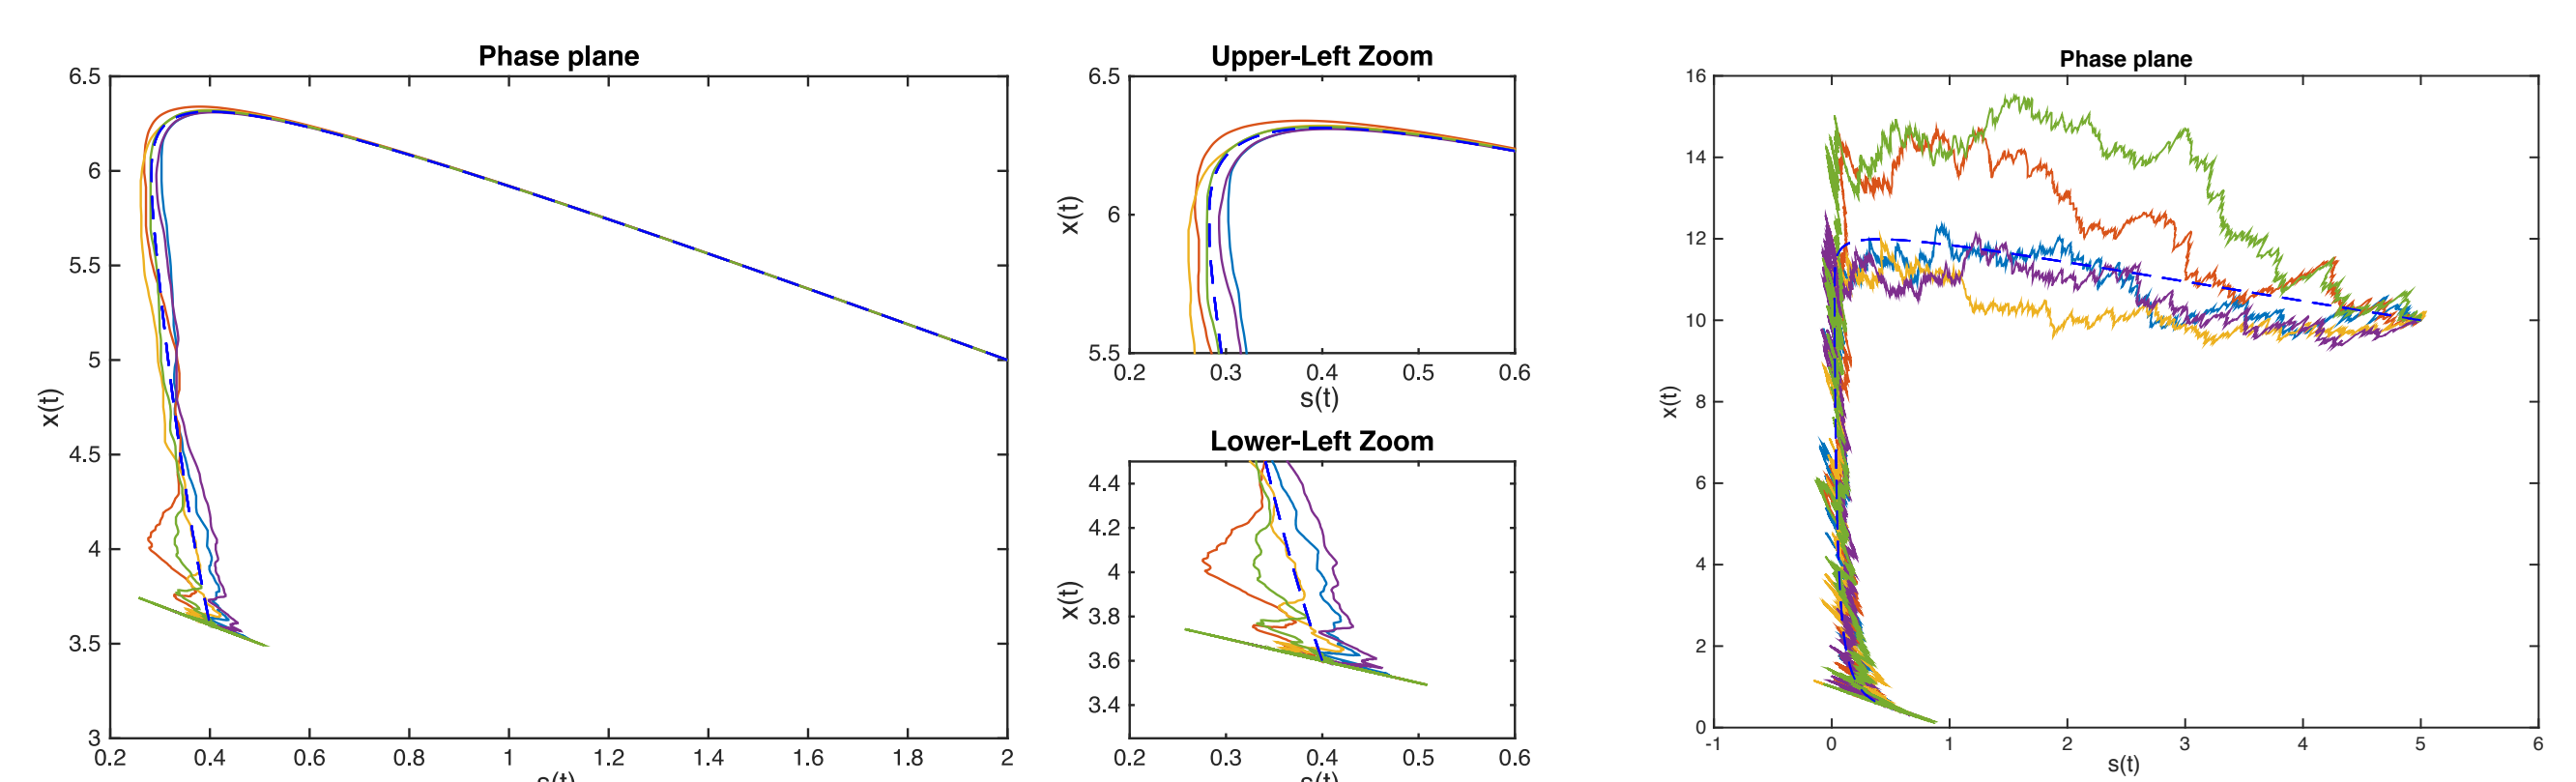 Phase plane
6.5
6
5.5
5
4.5
4
3.5
3
x(t)
0.2 0.4 0.6 0.8 1 1.2 1.4 1.6 1.8 2
s(t)
Upper-Left Zoom
6.5
6
5.5
x(t)
0.2 0.3 0.4 0.5 0.6
s(t)
Lower-Left Zoom
4.4
4.2
4
3.8
3.6
3.4
x(t)
0.2 0.3 0.4 0.5 0.6
s(t)
Phase plane
16
14
12
10
8
6
4
2
0
x(t)
-1 0 1 2 3 4 5 6
s(t)